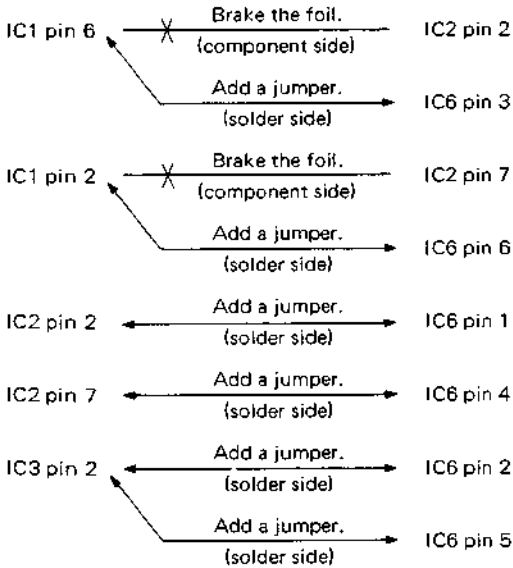 Brake the foil.
IC1 pin 6 IC2 pin 2
(component side)
Add a jumper.
IC6 pin 3
(solder side)
Brake the foil.
IC1 pin 2 IC2 pin 7
(component side)
Add a jumper.
IC6 pin 6
(solder side)
Add a jumper.
IC2 pin 2 IC6 pin 1
(solder side)
Add a jumper.
IC2 pin 7 IC6 pin 4
(solder side)
Add a jumper.
IC3 pin 2 IC6 pin 2
(solder side)
Add a jumper.
IC6 pin 5
(solder side)